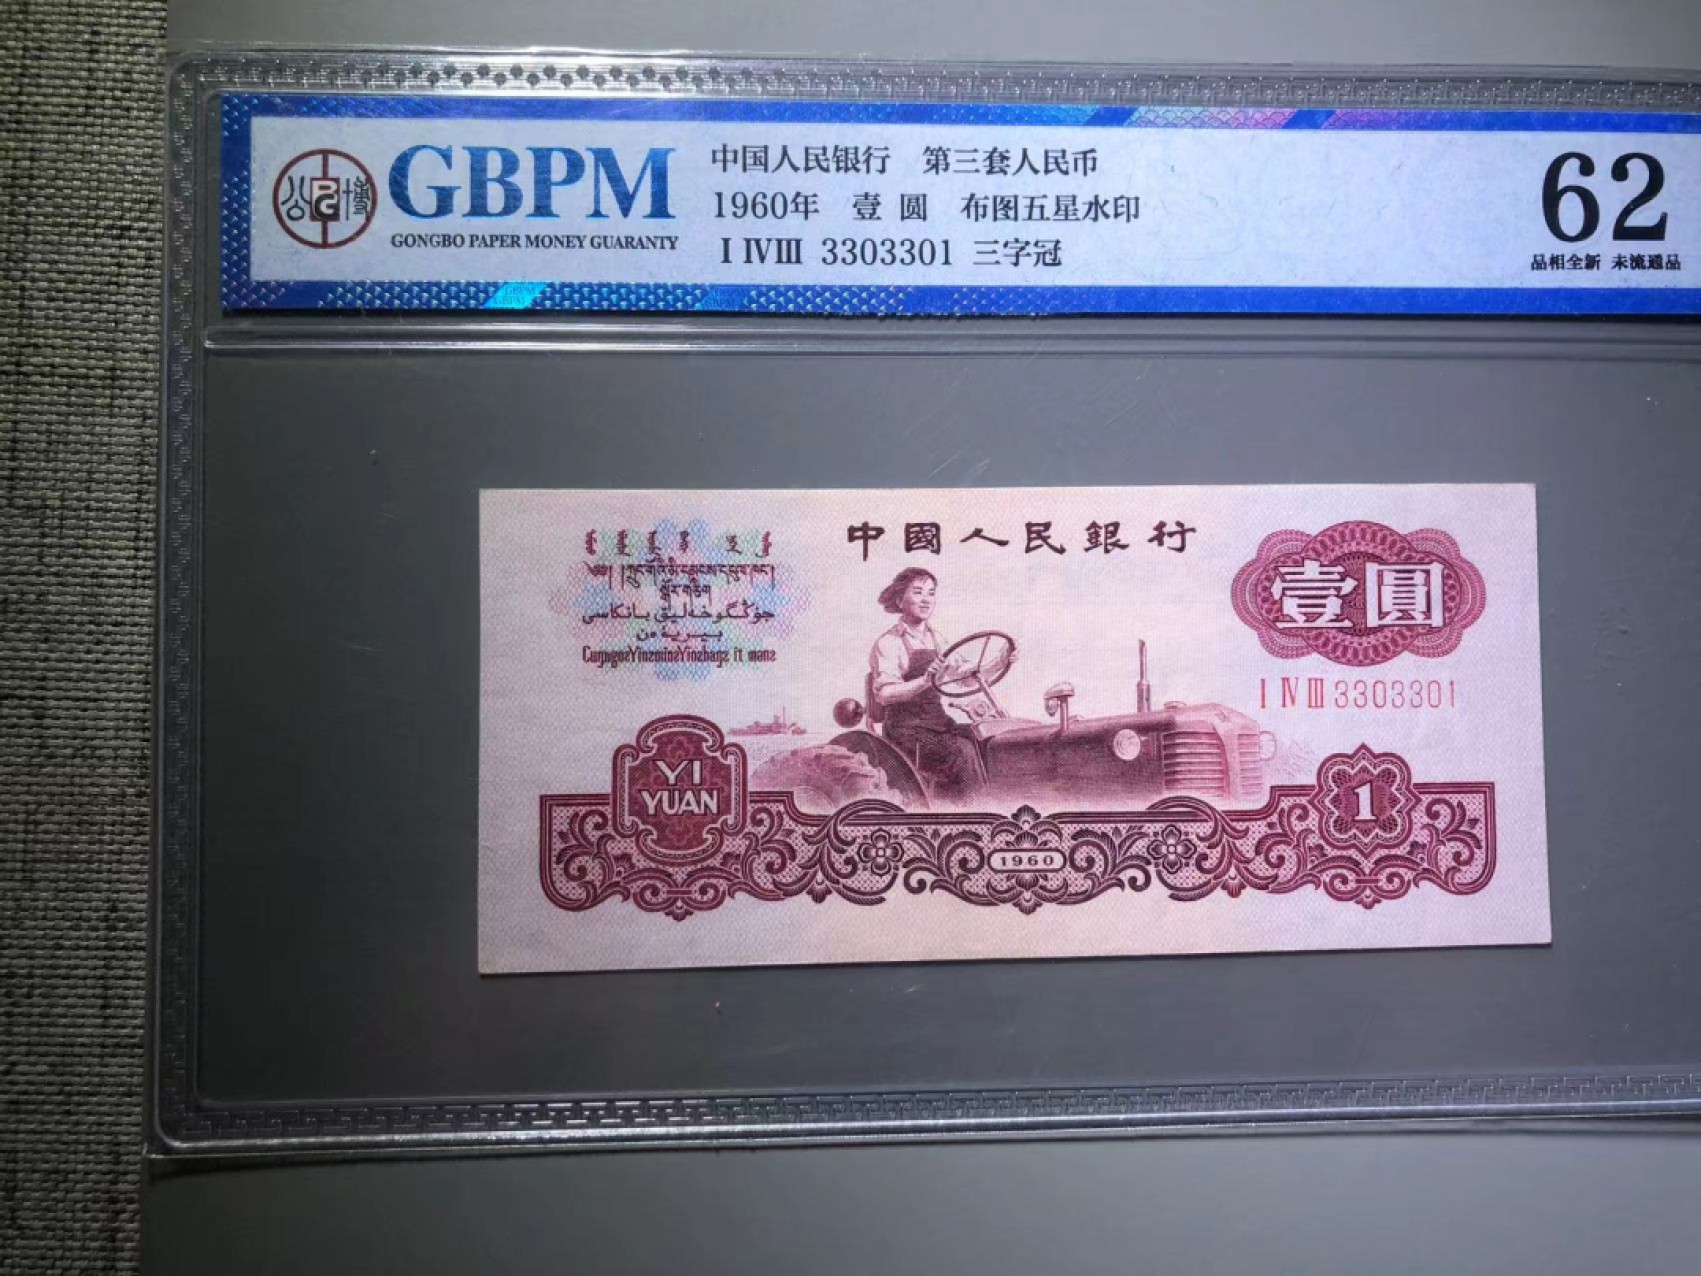 GBPM
GONGBO PAPER MONEY GUARANTY
中国人民银行 第三套人民币
1960年 壹 圆 布图五星水印
I IV III 3303301 三字冠
62
品相全新 未流通品
中國人民銀行
壹圓
I IV III 3303301
YI
YUAN
1
1960